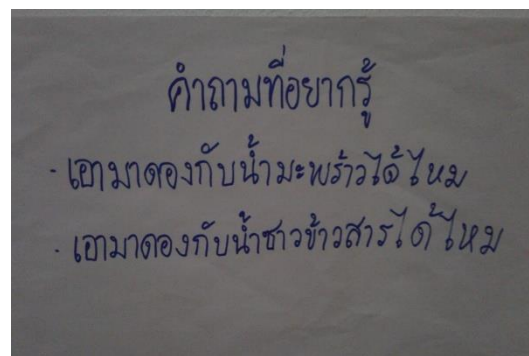 คำถามที่อยากรู้
- เอามาดองกับน้ำมะพร้าวได้ไหม
- เอามาดองกับน้ำซาวข้าวสารได้ไหม